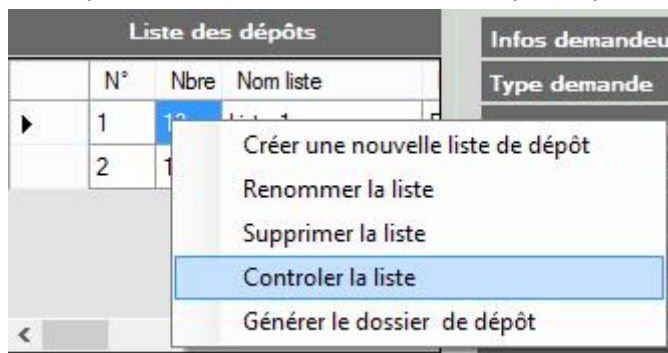 Liste des dépôts
Infos demandeu
N° Nbre Nom liste
Type demande
1
Créer une nouvelle liste de dépôt
2 1
Renommer la liste
Supprimer la liste
Controler la liste
Générer le dossier de dépôt